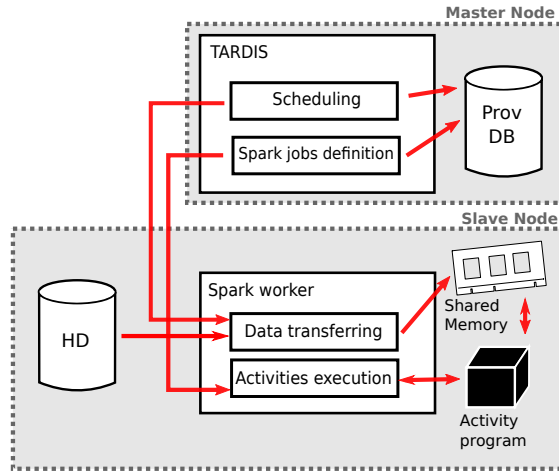 Master Node
TARDIS
Scheduling
Spark jobs definition
Prov
DB
Slave Node
HD
Spark worker
Data transferring
Activities execution
Shared
Memory
Activity
program